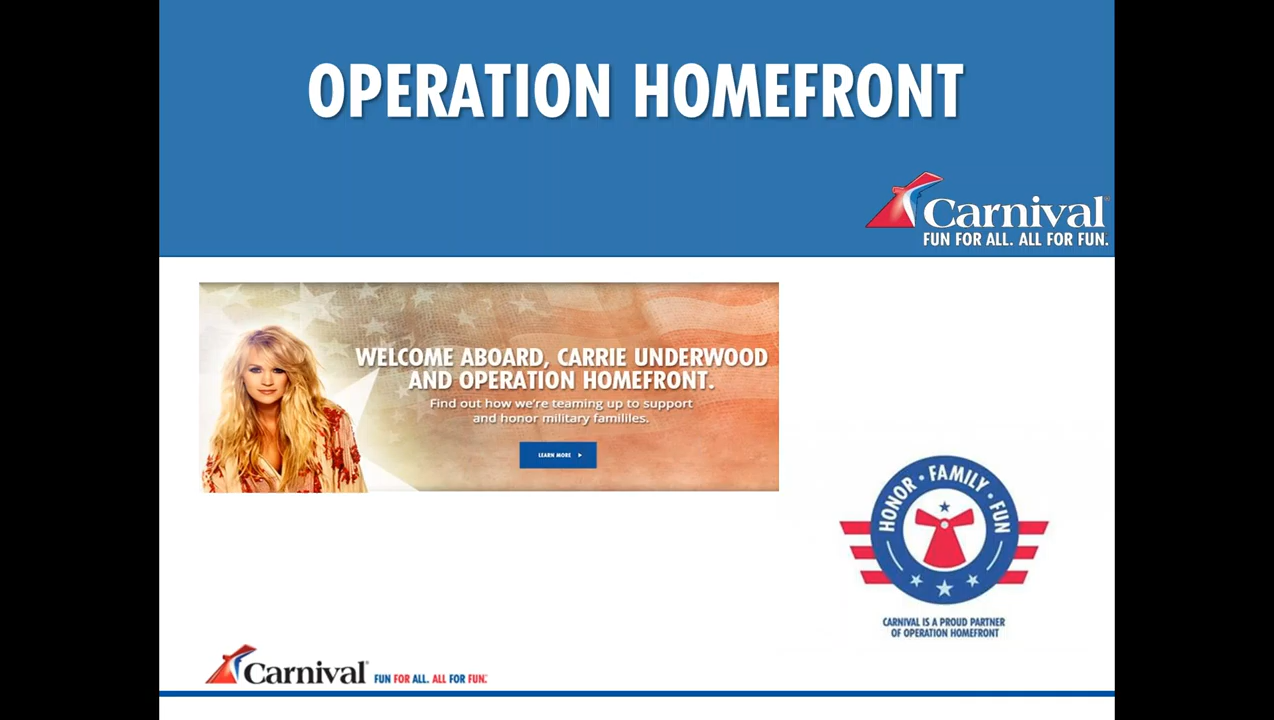 OPERATION HOMEFRONT
Carnival
FUN FOR ALL. ALL FOR FUN.
WELCOME ABOARD, CARRIE UNDERWOOD
AND OPERATION HOMEFRONT.
Find out how we're teaming up to support
and honor military famililes.
LEARN MORE
HONOR • FAMILY • FUN
CARNIVAL IS A PROUD PARTNER
OF OPERATION HOMEFRONT
Carnival® FUN FOR ALL. ALL FOR FUN.